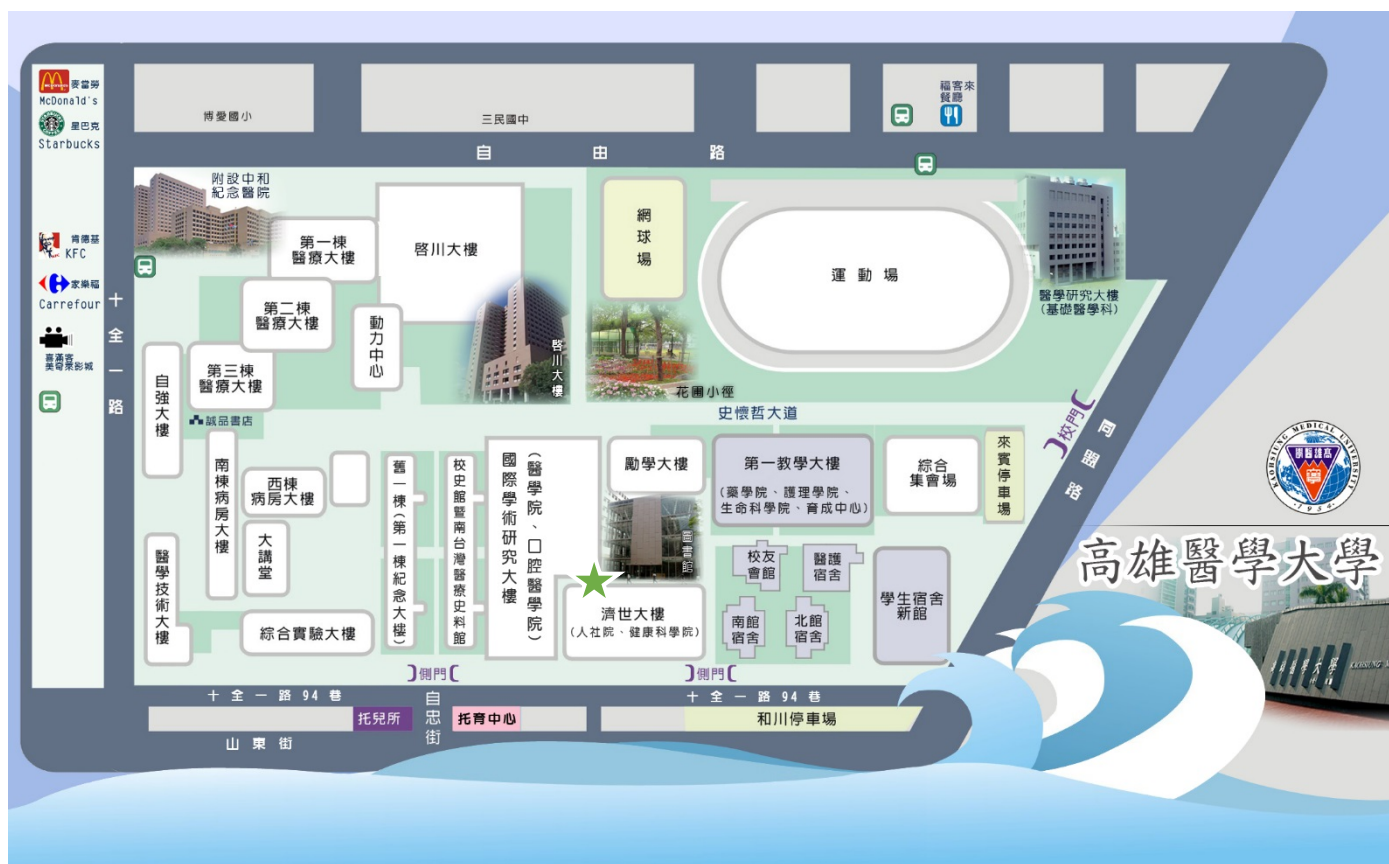 麥當勞
McDonald's
星巴克
Starbucks
肯德基
KFC
家樂福
Carrefour
喜滿客
美奇萊影城
十全一路
博愛國小
三民國中
福客來
餐廳
自由路
附設中和
紀念醫院
第一棟
醫療大樓
啓川大樓
第二棟
醫療大樓
動力中心
第三棟
醫療大樓
自強大樓
誠品書店
啓川大樓
網球場
花圃小徑
運動場
醫學研究大樓
(基礎醫學科)
史懷哲大道
校門
同盟路
南棟病房大樓
西棟
病房大樓
大講堂
醫學技術大樓
綜合實驗大樓
舊一棟(第一棟紀念大樓)
校史館暨南台灣醫療史料館
國際學術研究大樓
(醫學院、口腔醫學院)
勵學大樓
圖書館
濟世大樓
(人社院、健康科學院)
第一教學大樓
(藥學院、護理學院、
生命科學院、育成中心)
綜合
集會場
來賓停車場
校友
會館
醫護
宿舍
南館
宿舍
北館
宿舍
學生宿舍
新館
側門
側門
十全一路94巷
自忠街
十全一路94巷
托兒所
托育中心
和川停車場
山東街
KAOHSIUNG MEDICAL UNIVERSITY
高雄醫學
1954
高雄醫學大學